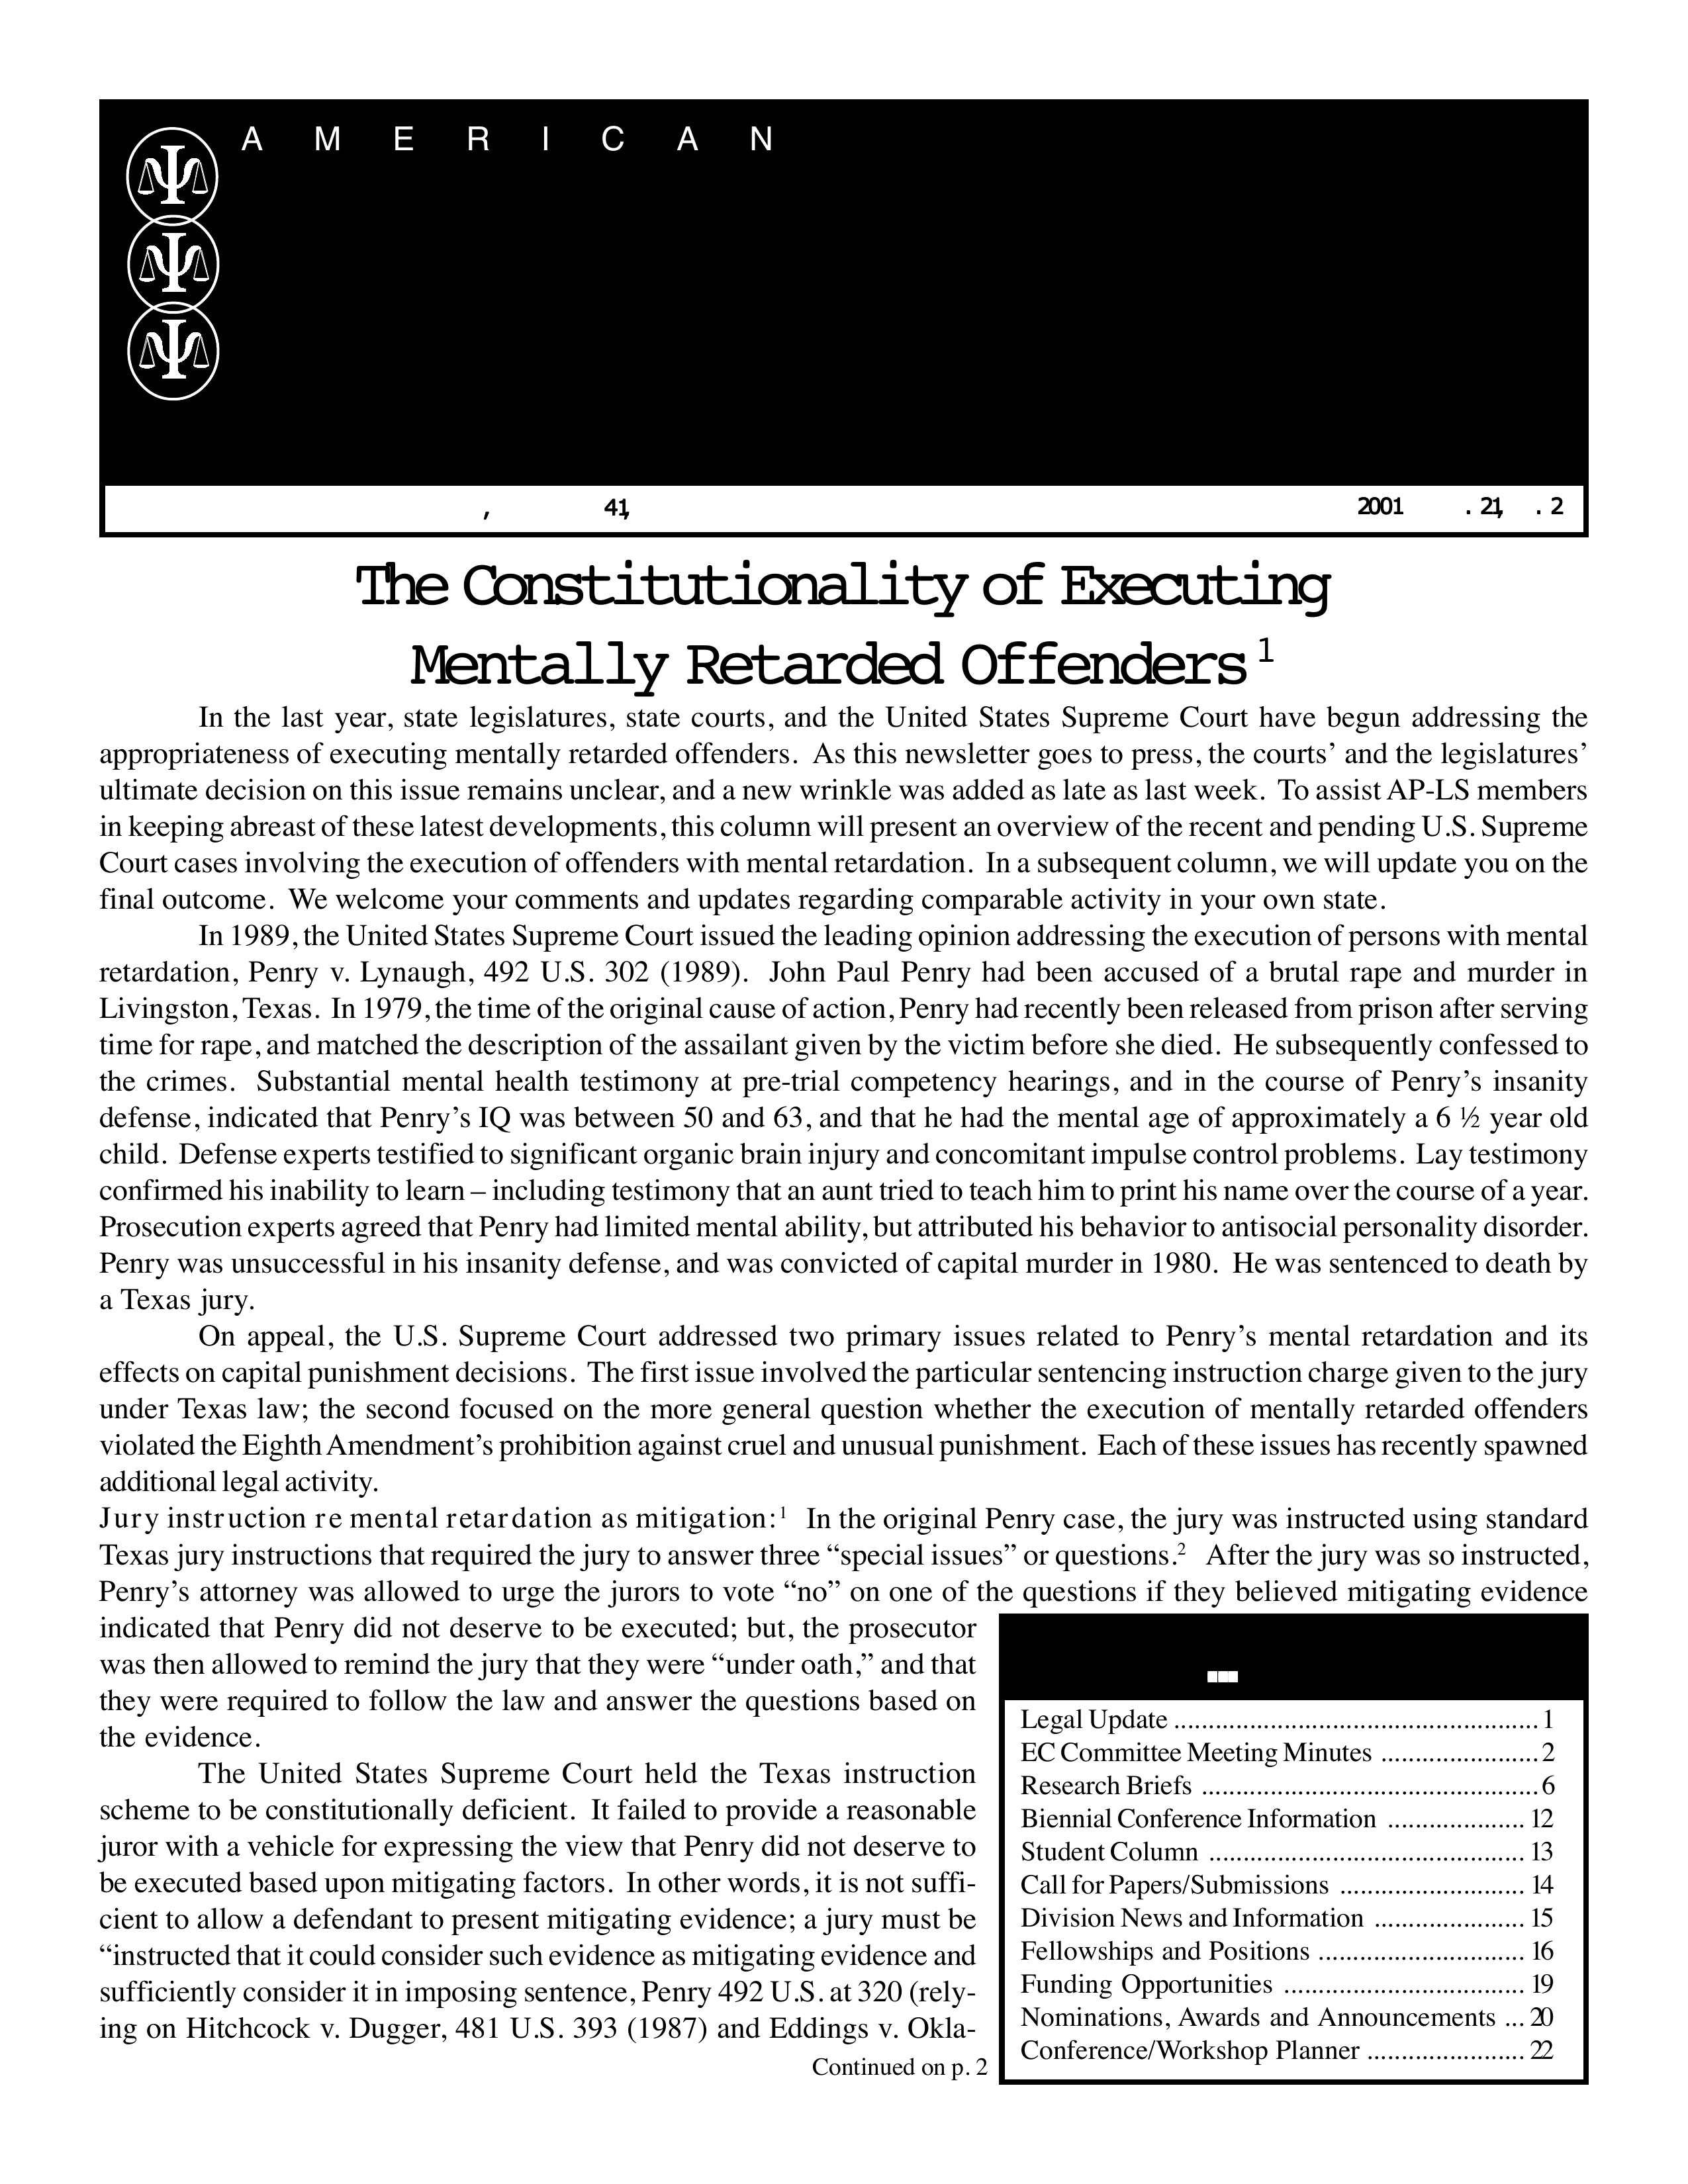 A M E R I C A N
, 41, 2001 . 21, . 2
The Constitutionality of Executing
Mentally Retarded Offenders 1
In the last year, state legislatures, state courts, and the United States Supreme Court have begun addressing the
appropriateness of executing mentally retarded offenders. As this newsletter goes to press, the courts’ and the legislatures’
ultimate decision on this issue remains unclear, and a new wrinkle was added as late as last week. To assist AP-LS members
in keeping abreast of these latest developments, this column will present an overview of the recent and pending U.S. Supreme
Court cases involving the execution of offenders with mental retardation. In a subsequent column, we will update you on the
final outcome. We welcome your comments and updates regarding comparable activity in your own state.
In 1989, the United States Supreme Court issued the leading opinion addressing the execution of persons with mental
retardation, Penry v. Lynaugh, 492 U.S. 302 (1989). John Paul Penry had been accused of a brutal rape and murder in
Livingston, Texas. In 1979, the time of the original cause of action, Penry had recently been released from prison after serving
time for rape, and matched the description of the assailant given by the victim before she died. He subsequently confessed to
the crimes. Substantial mental health testimony at pre-trial competency hearings, and in the course of Penry’s insanity
defense, indicated that Penry’s IQ was between 50 and 63, and that he had the mental age of approximately a 6 ½ year old
child. Defense experts testified to significant organic brain injury and concomitant impulse control problems. Lay testimony
confirmed his inability to learn – including testimony that an aunt tried to teach him to print his name over the course of a year.
Prosecution experts agreed that Penry had limited mental ability, but attributed his behavior to antisocial personality disorder.
Penry was unsuccessful in his insanity defense, and was convicted of capital murder in 1980. He was sentenced to death by
a Texas jury.
On appeal, the U.S. Supreme Court addressed two primary issues related to Penry’s mental retardation and its
effects on capital punishment decisions. The first issue involved the particular sentencing instruction charge given to the jury
under Texas law; the second focused on the more general question whether the execution of mentally retarded offenders
violated the Eighth Amendment’s prohibition against cruel and unusual punishment. Each of these issues has recently spawned
additional legal activity.
Jury instruction re mental retardation as mitigation:1 In the original Penry case, the jury was instructed using standard
Texas jury instructions that required the jury to answer three “special issues” or questions.2 After the jury was so instructed,
Penry’s attorney was allowed to urge the jurors to vote “no” on one of the questions if they believed mitigating evidence
indicated that Penry did not deserve to be executed; but, the prosecutor
was then allowed to remind the jury that they were “under oath,” and that
they were required to follow the law and answer the questions based on
the evidence.
The United States Supreme Court held the Texas instruction
scheme to be constitutionally deficient. It failed to provide a reasonable
juror with a vehicle for expressing the view that Penry did not deserve to
be executed based upon mitigating factors. In other words, it is not suffi-
cient to allow a defendant to present mitigating evidence; a jury must be
“instructed that it could consider such evidence as mitigating evidence and
sufficiently consider it in imposing sentence, Penry 492 U.S. at 320 (rely-
ing on Hitchcock v. Dugger, 481 U.S. 393 (1987) and Eddings v. Okla-
Continued on p. 2
Legal Update ..................................................... 1
EC Committee Meeting Minutes ....................... 2
Research Briefs ................................................. 6
Biennial Conference Information .................... 12
Student Column .............................................. 13
Call for Papers/Submissions ........................... 14
Division News and Information ...................... 15
Fellowships and Positions .............................. 16
Funding Opportunities ................................... 19
Nominations, Awards and Announcements ... 20
Conference/Workshop Planner ....................... 22